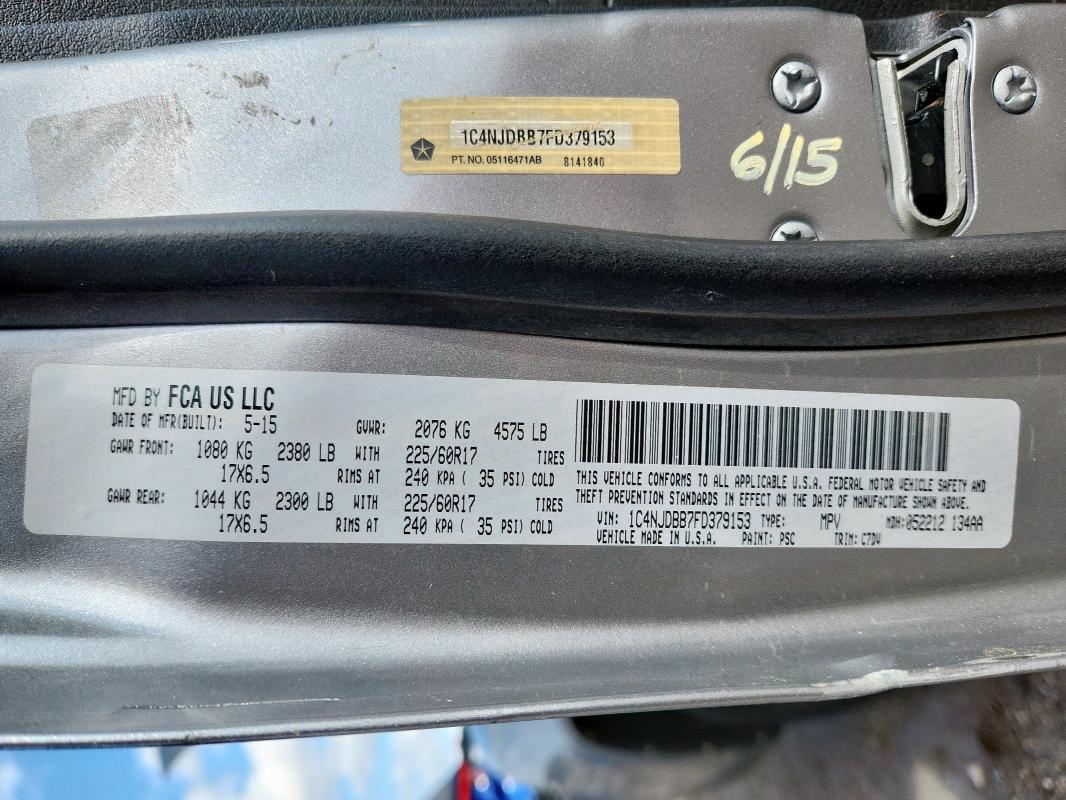 1C4NJDBB7FD379153
PT. NO. 05116471AB 8141840
6/15
MFD BY FCA US LLC
DATE OF MFR(BUILT): 5-15 GVWR: 2076 KG 4575 LB
GAWR FRONT: 1080 KG 2380 LB WITH 225/60R17 TIRES
17X6.5 RIMS AT 240 KPA ( 35 PSI) COLD
GAWR REAR: 1044 KG 2300 LB WITH 225/60R17 TIRES
17X6.5 RIMS AT 240 KPA ( 35 PSI) COLD
THIS VEHICLE CONFORMS TO ALL APPLICABLE U.S.A. FEDERAL MOTOR VEHICLE SAFETY AND
THEFT PREVENTION STANDARDS IN EFFECT ON THE DATE OF MANUFACTURE SHOWN ABOVE.
VIN: 1C4NJDBB7FD379153 TYPE: MPV MDH: 052212 134AA
VEHICLE MADE IN U.S.A. PAINT: PSC TRIM: C7DV